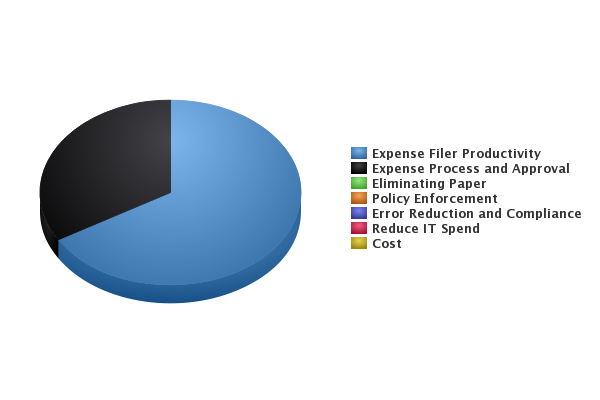 Expense Filer Productivity
Expense Process and Approval
Eliminating Paper
Policy Enforcement
Error Reduction and Compliance
Reduce IT Spend
Cost